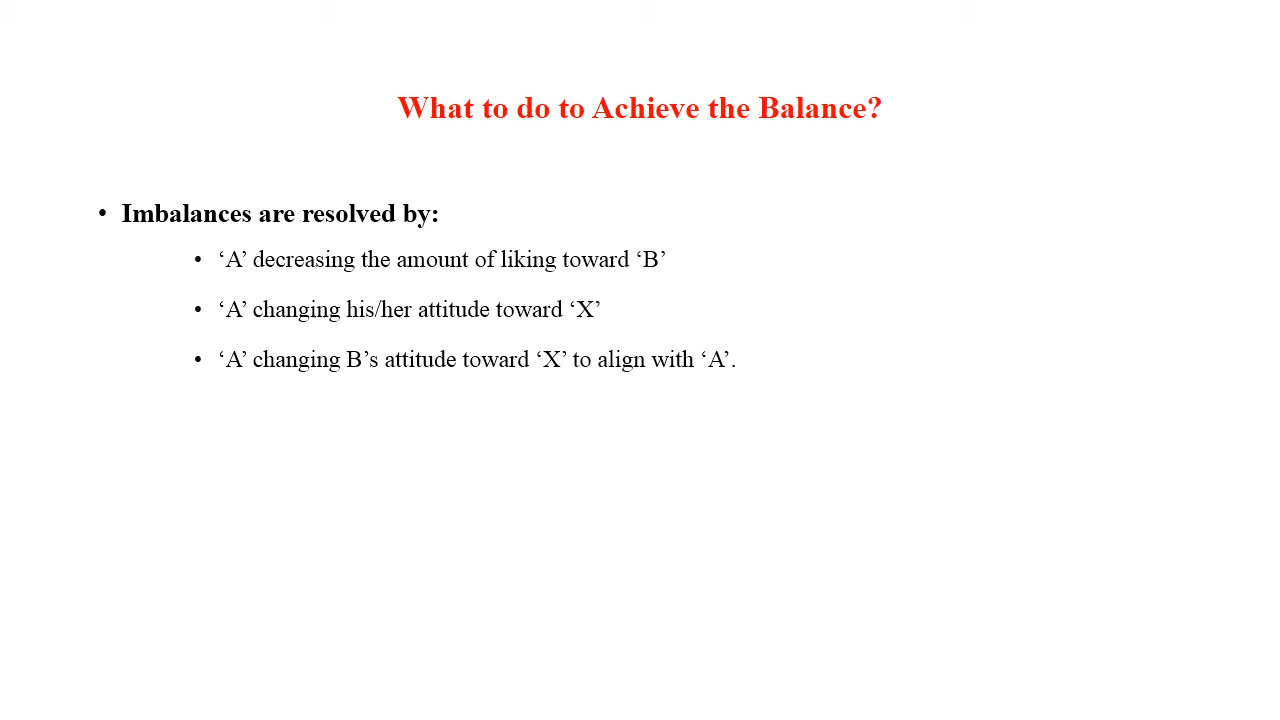 What to do to Achieve the Balance?
• Imbalances are resolved by:
• ‘A’ decreasing the amount of liking toward ‘B’
• ‘A’ changing his/her attitude toward ‘X’
• ‘A’ changing B’s attitude toward ‘X’ to align with ‘A’.